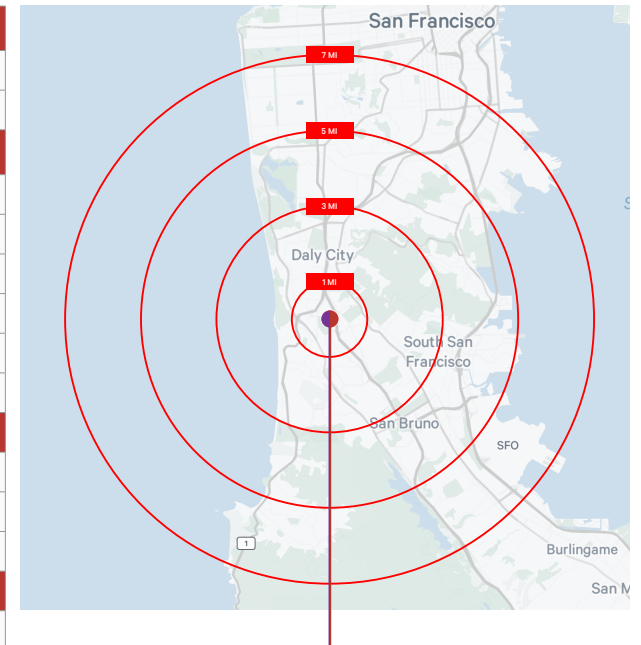 San Francisco
7 MI
5 MI
3 MI
Daly City
1 MI
South San
Francisco
San Bruno
SFO
1
Burlingame
San M